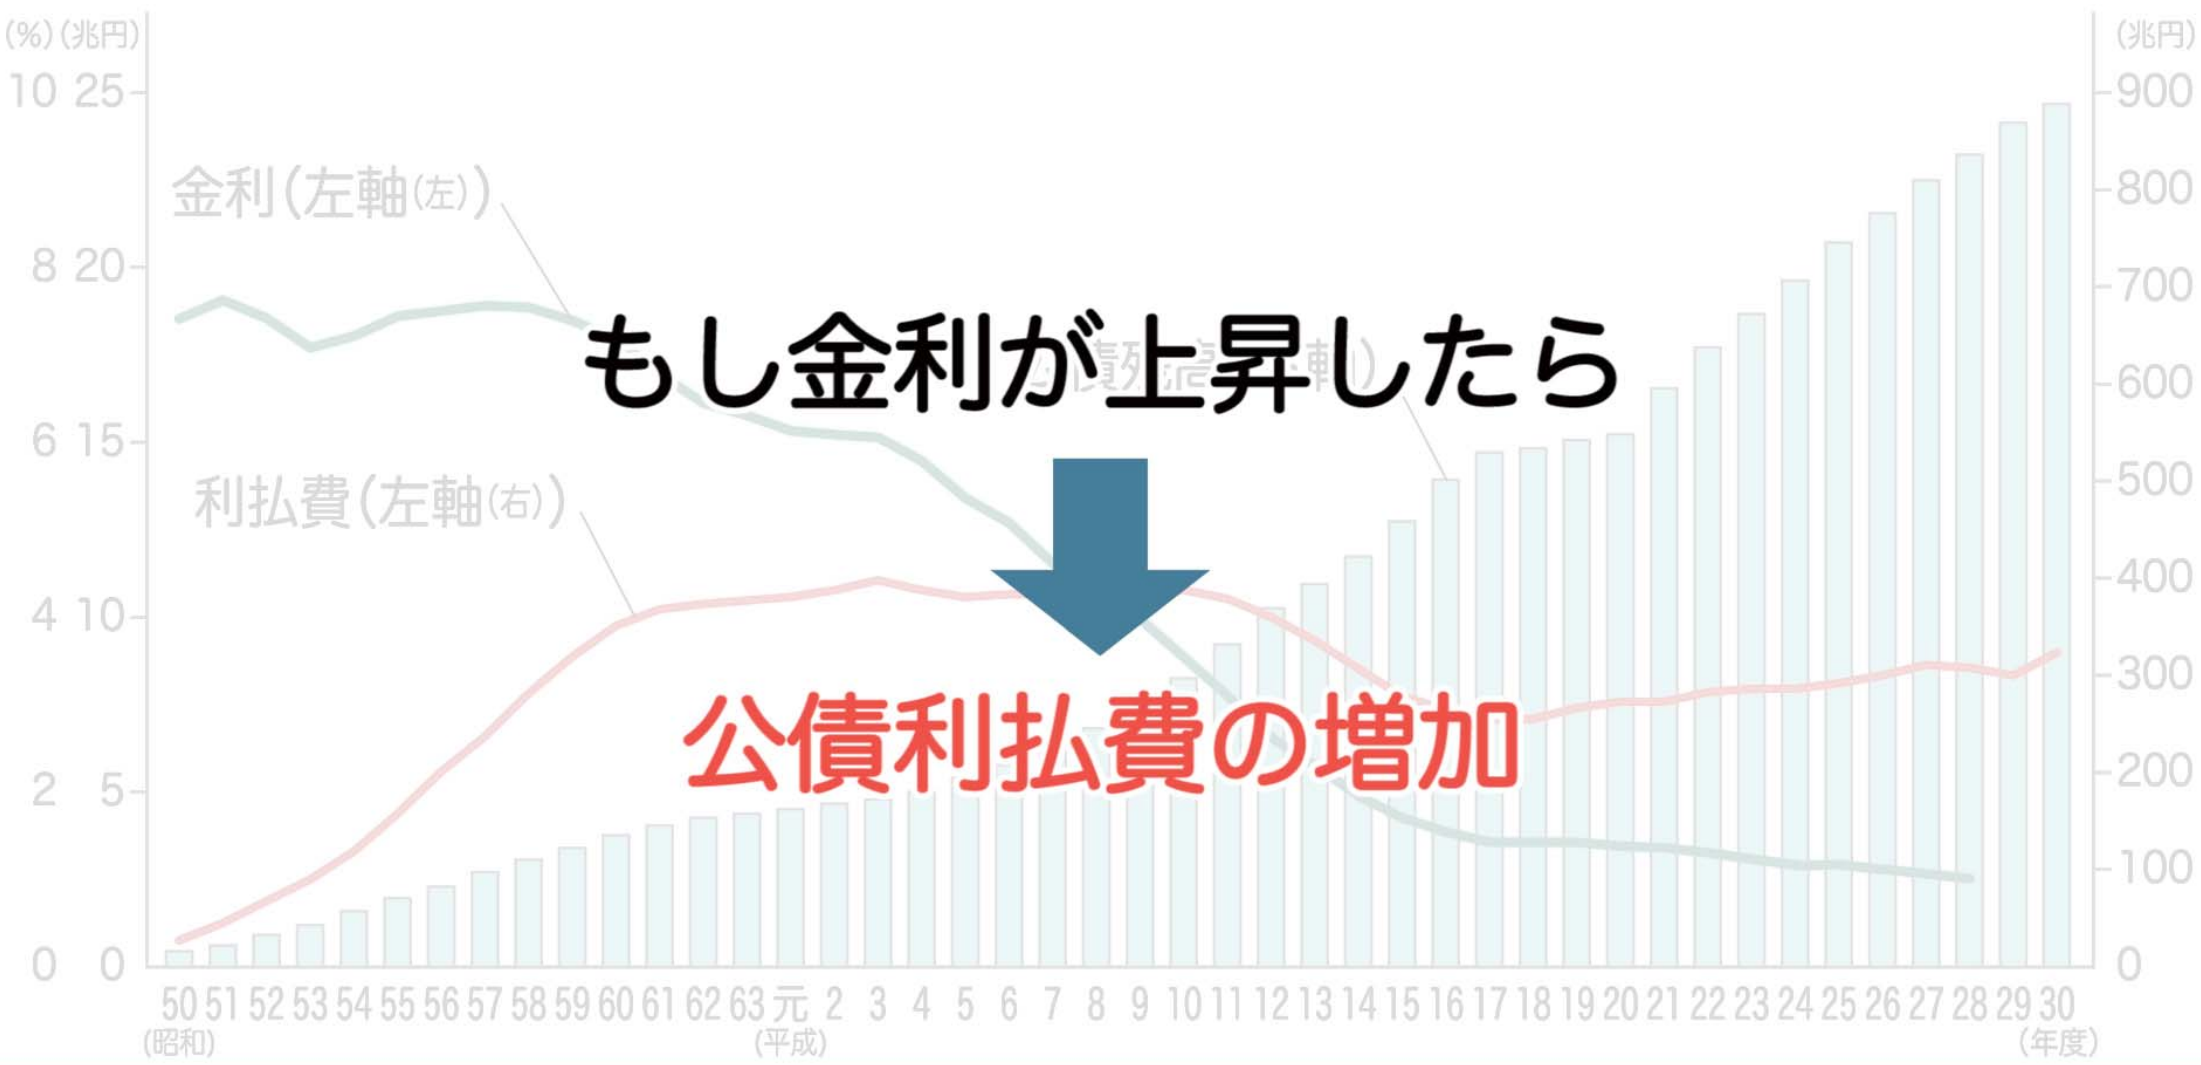 (%)(兆円) (兆円)
10 25 900
金利(左軸(左)) 800
8 20 700
もし金利が上昇したら
600
6 15
利払費(左軸(右)) 500
4 10 400
300
公債利払費の増加
2 5 200
100
0 0 0
50 51 52 53 54 55 56 57 58 59 60 61 62 63 元 2 3 4 5 6 7 8 9 10 11 12 13 14 15 16 17 18 19 20 21 22 23 24 25 26 27 28 29 30
(昭和) (平成) (年度)